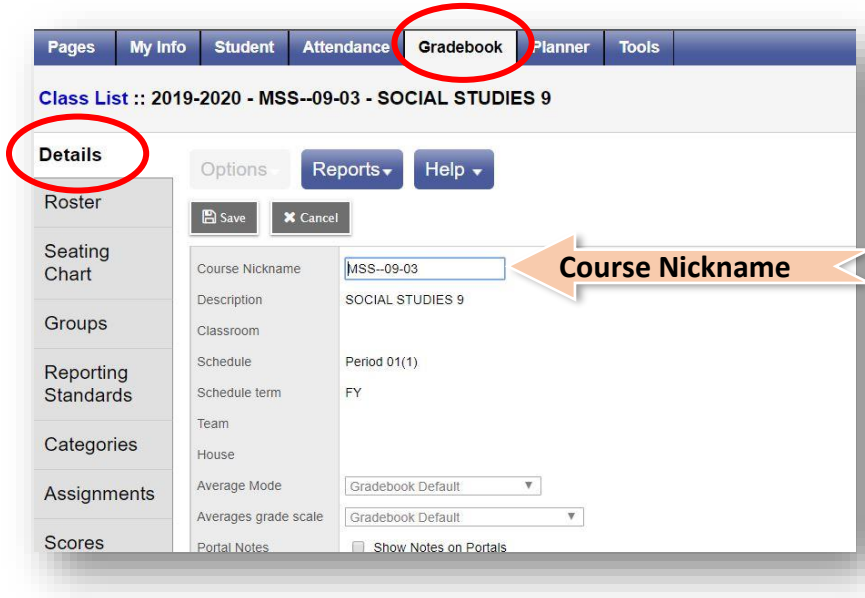 Pages My Info Student Attendance Gradebook Planner Tools
Class List :: 2019-2020 - MSS--09-03 - SOCIAL STUDIES 9
Details
Roster
Seating
Chart
Groups
Reporting
Standards
Categories
Assignments
Scores
Options Reports Help
Save Cancel
Course Nickname MSS--09-03
Course Nickname
Description SOCIAL STUDIES 9
Classroom
Schedule Period 01(1)
Schedule term FY
Team
House
Average Mode Gradebook Default
Averages grade scale Gradebook Default
Portal Notes Show Notes on Portals